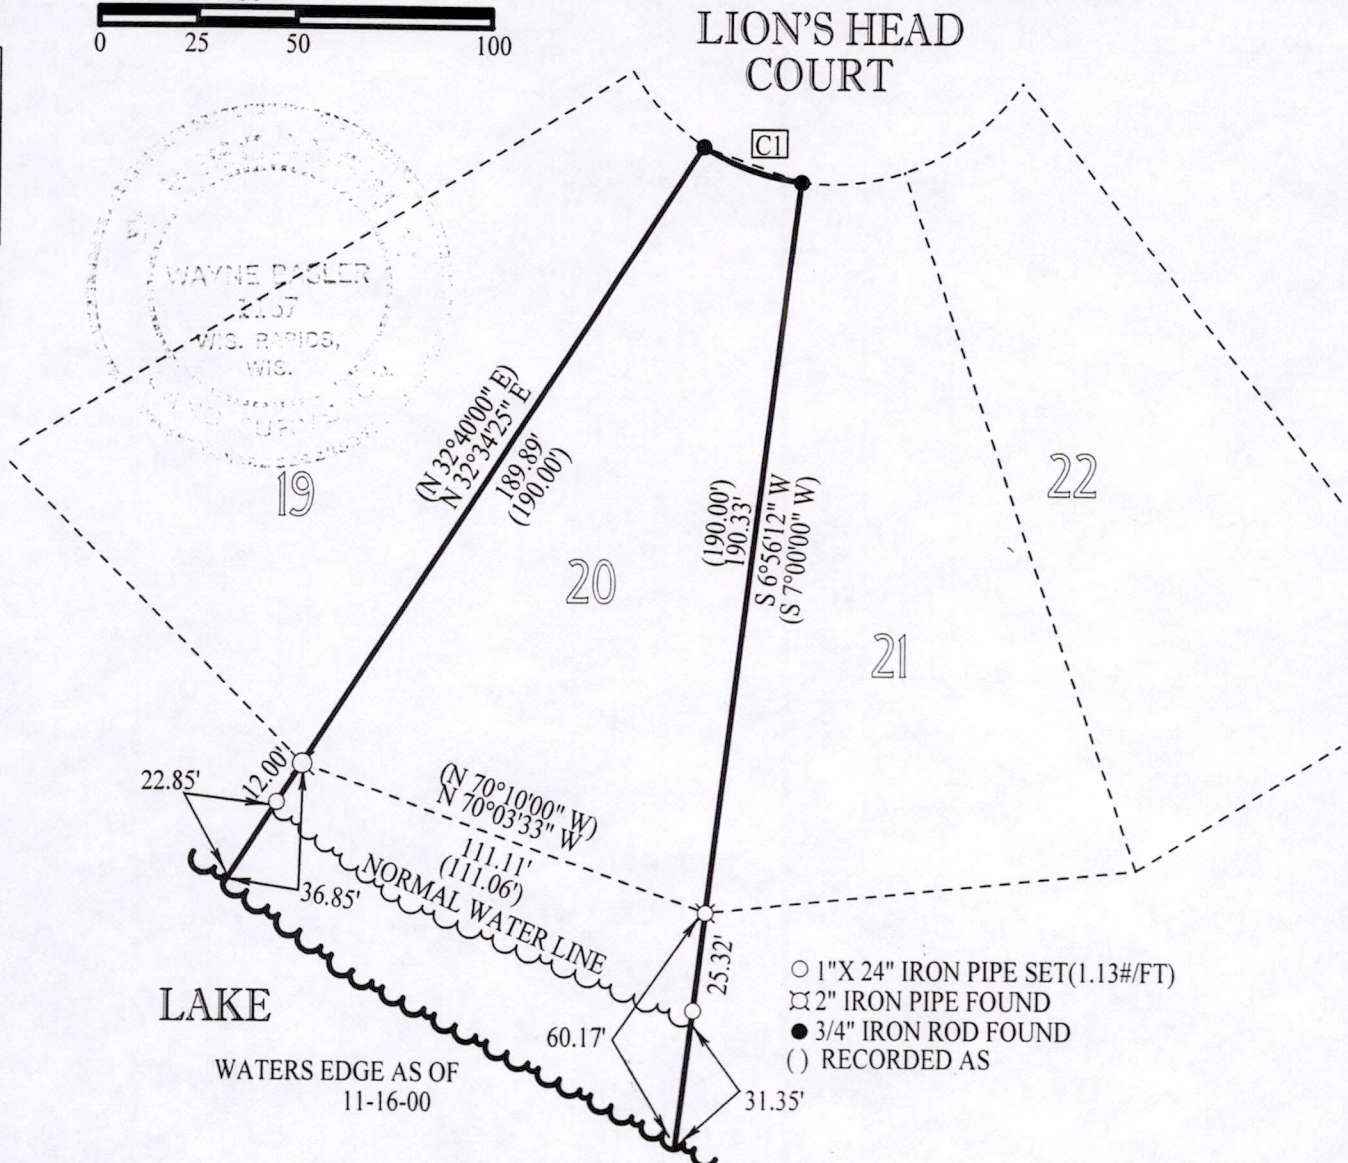 0 25 50 100
LION'S HEAD
COURT
C1
WAYNE
WIS. RAPIDS,
WIS.
(N 32°40'00" E)
N 32°34'25" E
189.89'
(190.00')
(190.00')
190.33'
S 6°56'12" W
(S 7°00'00" W)
19
20
21
22
12.00'
22.85'
36.85'
(N 70°10'00" W)
N 70°03'33" W
111.11'
(111.06')
NORMAL WATER LINE
25.32'
60.17'
31.35'
LAKE
WATERS EDGE AS OF
11-16-00
1"X 24" IRON PIPE SET(1.13#/FT)
2" IRON PIPE FOUND
3/4" IRON ROD FOUND
( ) RECORDED AS